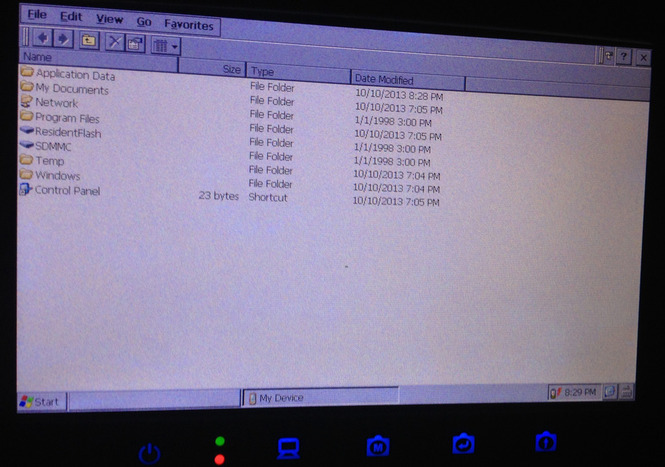 File Edit View Go Favorites
Name Size Type Date Modified
Application Data File Folder 10/10/2013 8:28 PM
My Documents File Folder 10/10/2013 7:05 PM
Network File Folder 1/1/1998 3:00 PM
Program Files File Folder 10/10/2013 7:05 PM
ResidentFlash File Folder 1/1/1998 3:00 PM
SDMMC File Folder 1/1/1998 3:00 PM
Temp File Folder 10/10/2013 7:04 PM
Windows File Folder 10/10/2013 7:04 PM
Control Panel 23 bytes Shortcut 10/10/2013 7:05 PM
Start My Device 8:29 PM
M